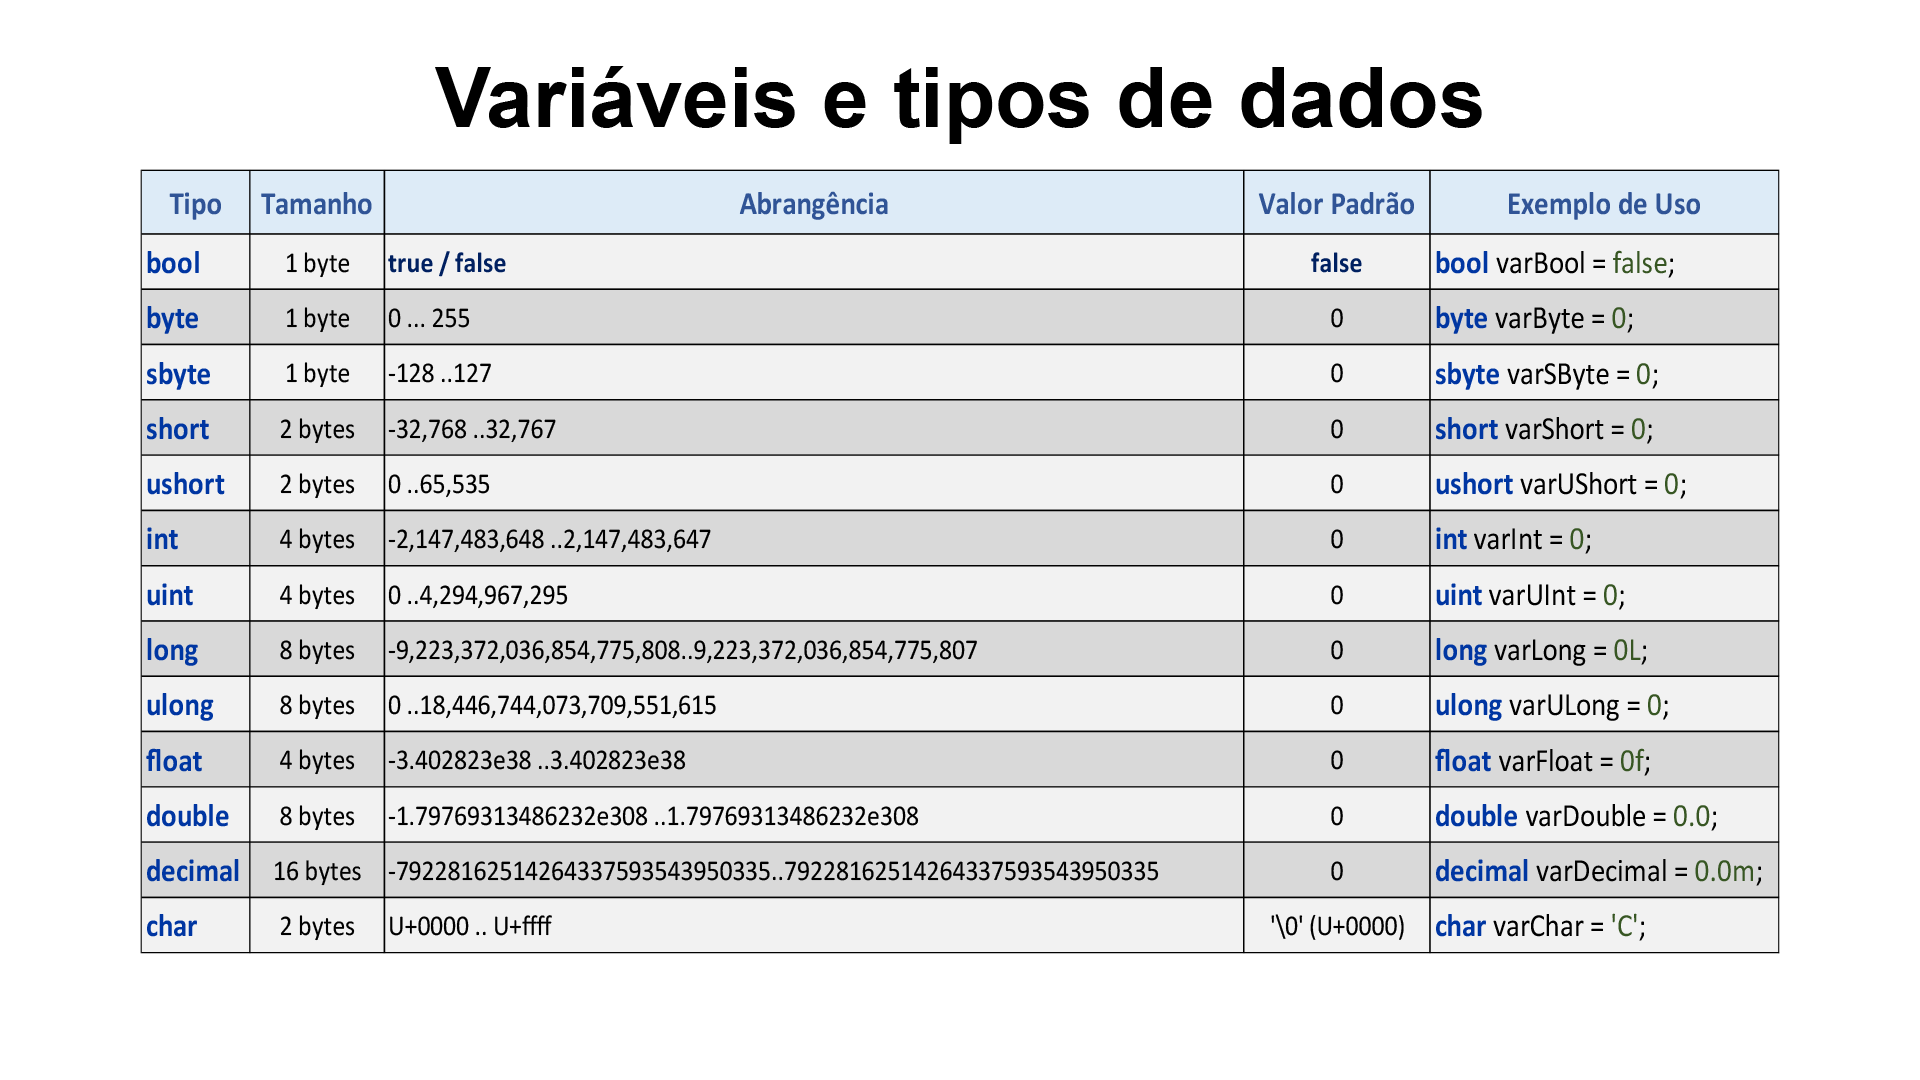 Variáveis e tipos de dados
Tipo Tamanho Abrangência Valor Padrão Exemplo de Uso
bool 1 byte true / false false bool varBool = false;
byte 1 byte 0 ... 255 0 byte varByte = 0;
sbyte 1 byte -128 ..127 0 sbyte varSByte = 0;
short 2 bytes -32,768 ..32,767 0 short varShort = 0;
ushort 2 bytes 0 ..65,535 0 ushort varUShort = 0;
int 4 bytes -2,147,483,648 ..2,147,483,647 0 int varInt = 0;
uint 4 bytes 0 ..4,294,967,295 0 uint varUInt = 0;
long 8 bytes -9,223,372,036,854,775,808..9,223,372,036,854,775,807 0 long varLong = 0L;
ulong 8 bytes 0 ..18,446,744,073,709,551,615 0 ulong varULong = 0;
float 4 bytes -3.402823e38 ..3.402823e38 0 float varFloat = 0f;
double 8 bytes -1.79769313486232e308 ..1.79769313486232e308 0 double varDouble = 0.0;
decimal 16 bytes -79228162514264337593543950335..79228162514264337593543950335 0 decimal varDecimal = 0.0m;
char 2 bytes U+0000 .. U+ffff '\0' (U+0000) char varChar = 'C';